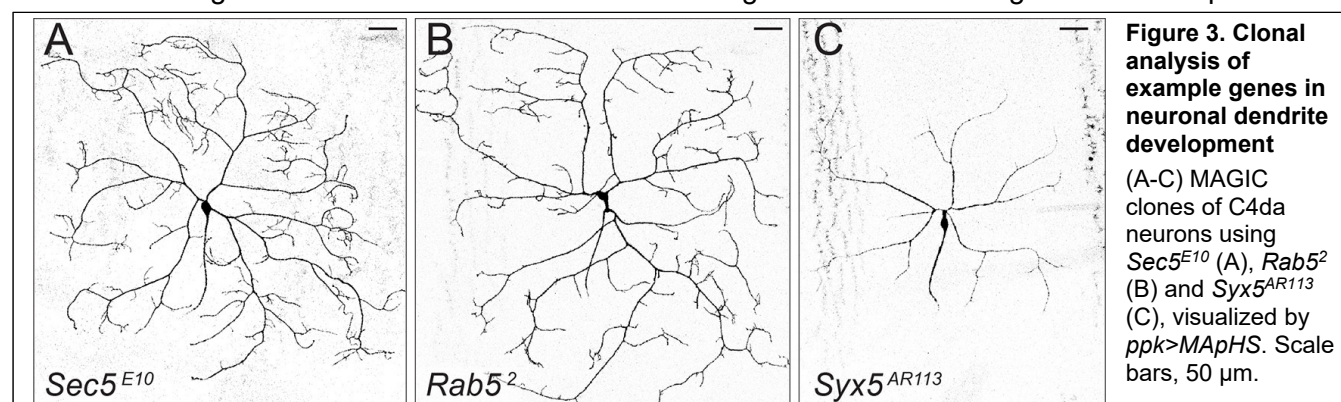 A
B
C
Sec5E10
Rab52
Syx5AR113
Figure 3. Clonal
analysis of
example genes in
neuronal dendrite
development
(A-C) MAGIC
clones of C4da
neurons using
Sec5E10 (A), Rab52
(B) and Syx5AR113
(C), visualized by
ppk>MApHS. Scale
bars, 50 µm.